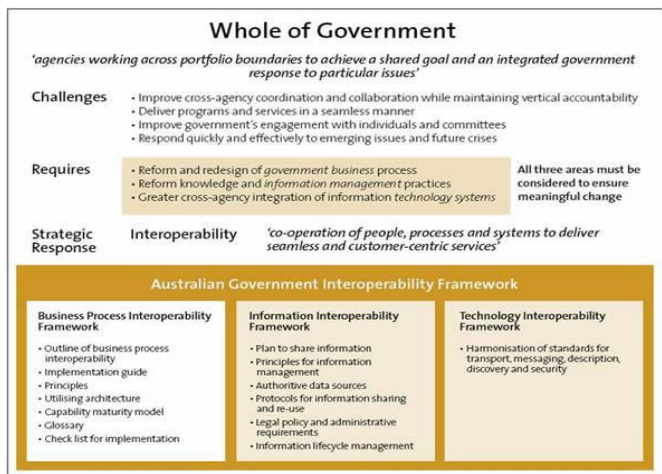 Whole of Government
‘agencies working across portfolio boundaries to achieve a shared goal and an integrated government
response to particular issues’
Challenges
• Improve cross-agency coordination and collaboration while maintaining vertical accountability
• Deliver programs and services in a seamless manner
• Improve government’s engagement with individuals and committees
• Respond quickly and effectively to emerging issues and future crises
Requires
• Reform and redesign of government business process
• Reform knowledge and information management practices
• Greater cross-agency integration of information technology systems
All three areas must be
considered to ensure
meaningful change
Strategic
Response
Interoperability
‘co-operation of people, processes and systems to deliver
seamless and customer-centric services’
Australian Government Interoperability Framework
Business Process Interoperability
Framework
• Outline of business process
interoperability
• Implementation guide
• Principles
• Utilising architecture
• Capability maturity model
• Glossary
• Check list for implementation
Information Interoperability
Framework
• Plan to share information
• Principles for information
management
• Authoritive data sources
• Protocols for information sharing
and re-use
• Legal policy and administrative
requirements
• Information lifecycle management
Technology Interoperability
Framework
• Harmonisation of standards for
transport, messaging, description,
discovery and security